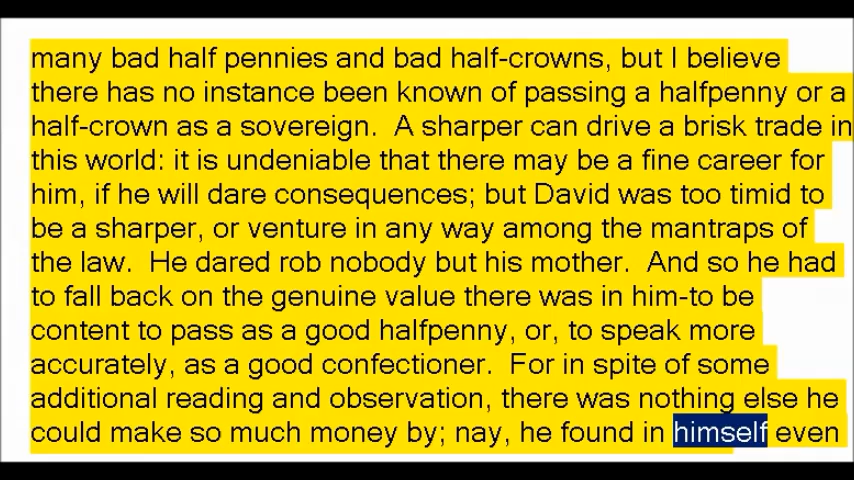 many bad half pennies and bad half-crowns, but I believe
there has no instance been known of passing a halfpenny or a
half-crown as a sovereign.  A sharper can drive a brisk trade in
this world: it is undeniable that there may be a fine career for
him, if he will dare consequences; but David was too timid to
be a sharper, or venture in any way among the mantraps of
the law.  He dared rob nobody but his mother.  And so he had
to fall back on the genuine value there was in him-to be
content to pass as a good halfpenny, or, to speak more
accurately, as a good confectioner.  For in spite of some
additional reading and observation, there was nothing else he
could make so much money by; nay, he found in himself even